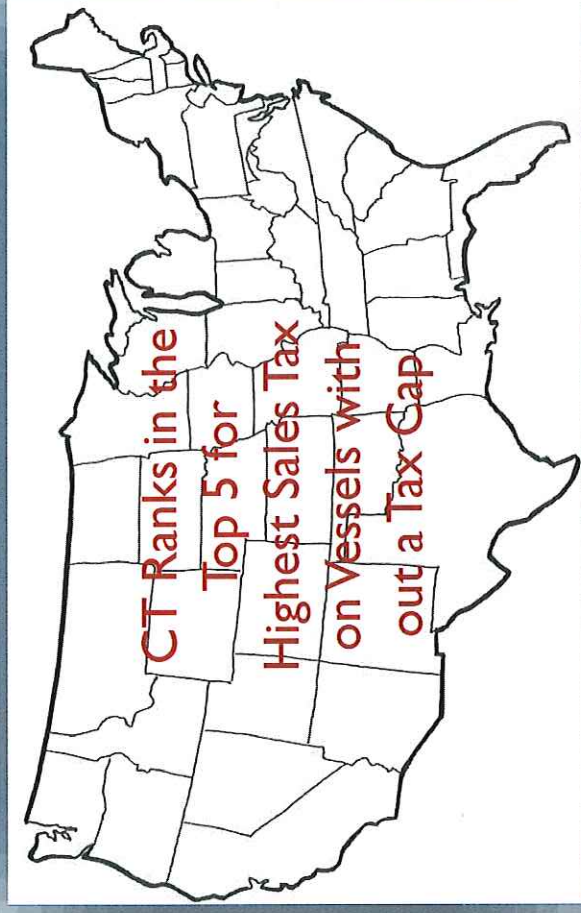 CT Ranks in the
Top 5 for
Highest Sales Tax
on Vessels with
out a Tax Cap